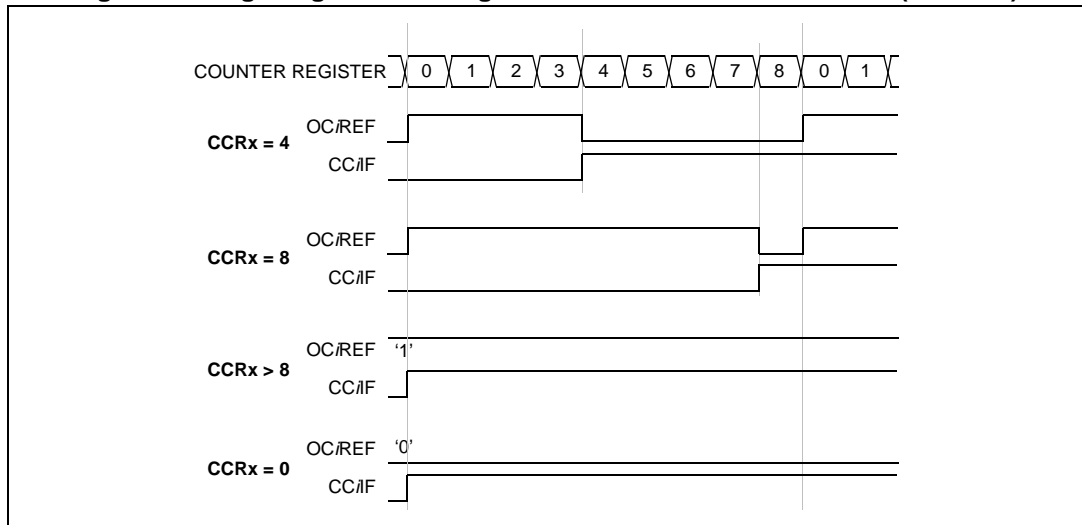 COUNTER REGISTER 0 1 2 3 4 5 6 7 8 0 1
OCiREF
CCRx = 4
CCiIF
OCiREF
CCRx = 8
CCiIF
OCiREF ‘1’
CCRx > 8
CCiIF
OCiREF ‘0’
CCRx = 0
CCiIF